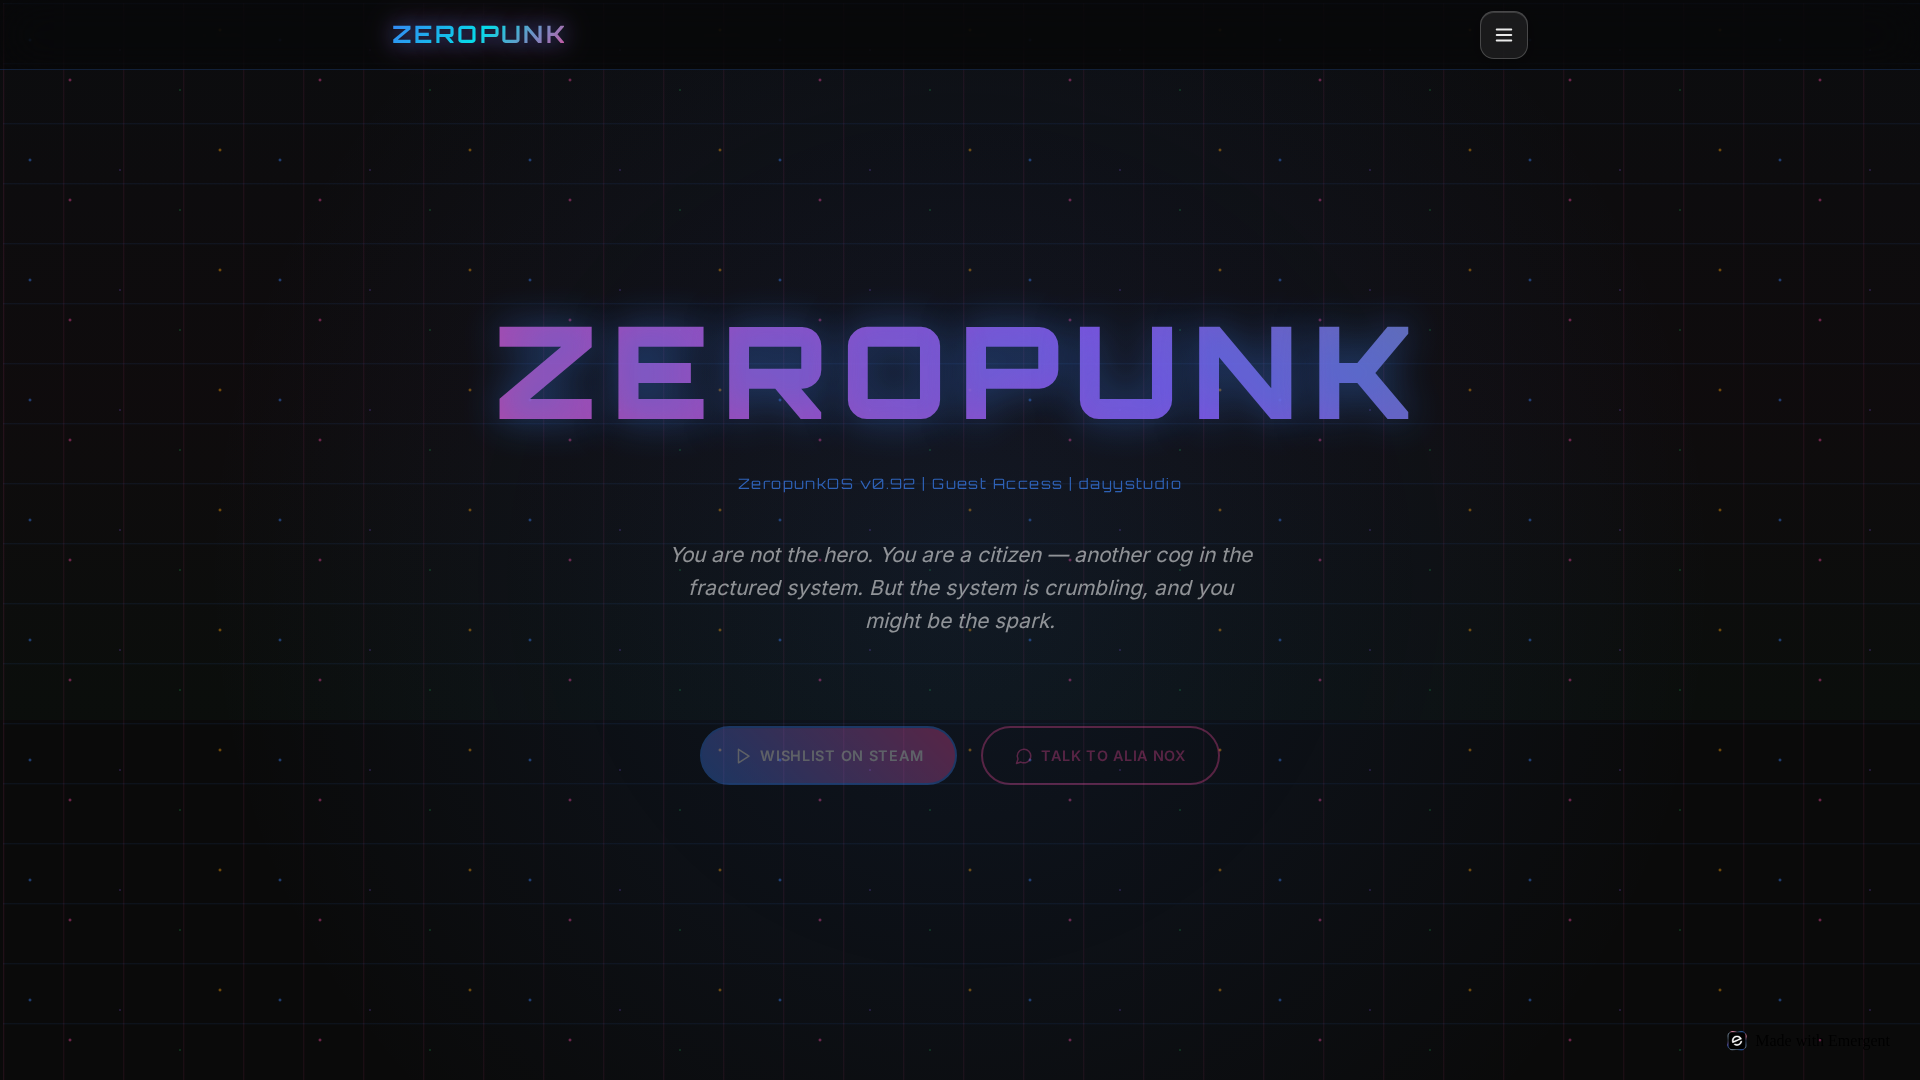 ZEROPUNK
ZEROPUNK
ZeropunkOS v0.92 | Guest Access | dayystudio
You are not the hero. You are a citizen — another cog in the
fractured system. But the system is crumbling, and you
might be the spark.
WISHLIST ON STEAM
TALK TO ALIA NOX
Made with Emergent